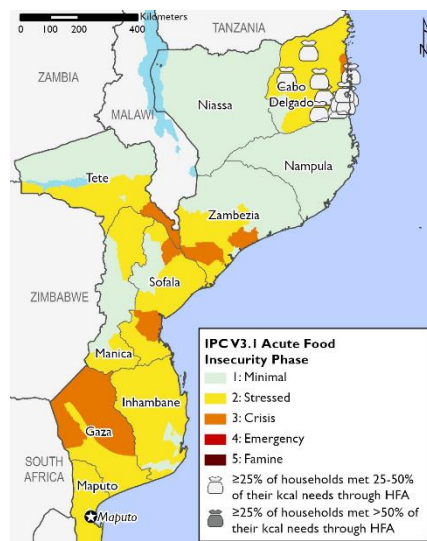 0 100 200 400
Kilometers
TANZANIA
N
ZAMBIA
MALAWI
Niassa
Cabo
Delgado
Nampula
Tete
Zambezia
Sofala
ZIMBABWE
Manica
Inhambane
Gaza
SOUTH
AFRICA
Maputo
Maputo
IPC V3.1 Acute Food
Insecurity Phase
1: Minimal
2: Stressed
3: Crisis
4: Emergency
5: Famine
≥25% of households met 25-50%
of their kcal needs through HFA
≥25% of households met >50% of
their kcal needs through HFA